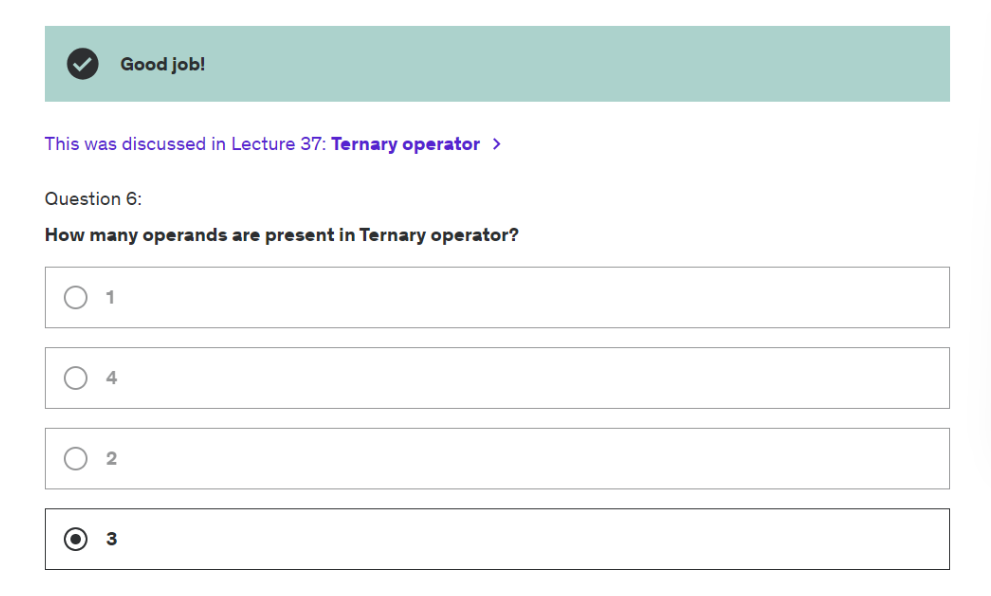 Good job!
This was discussed in Lecture 37: Ternary operator >
Question 6:
How many operands are present in Ternary operator?
1
4
2
3